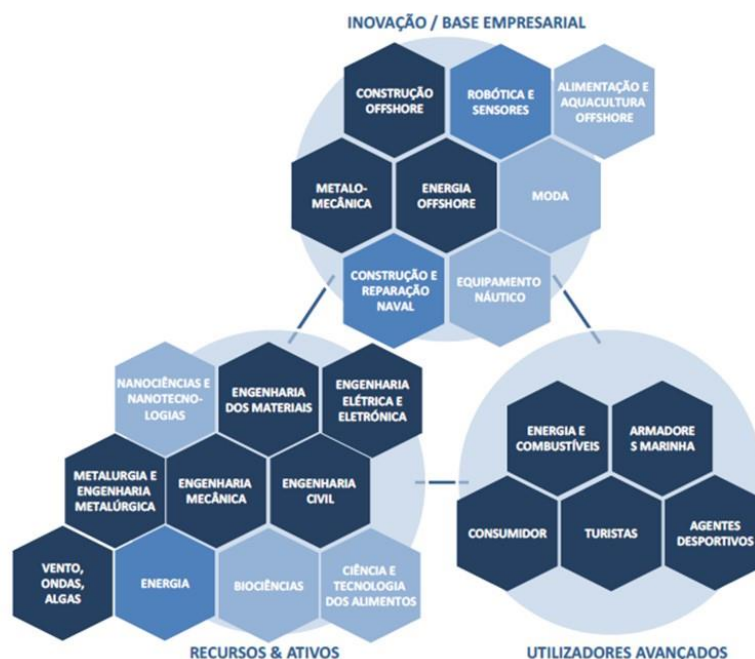 INOVAÇÃO / BASE EMPRESARIAL
CONSTRUÇÃO
OFFSHORE
ROBÓTICA E
SENSORES
ALIMENTAÇÃO E
AQUACULTURA
OFFSHORE
METALO-
MECÂNICA
ENERGIA
OFFSHORE
MODA
CONSTRUÇÃO E
REPARAÇÃO
NAVAL
EQUIPAMENTO
NÁUTICO
NANOCIÊNCIAS E
NANOTECNO-
LOGIAS
ENGENHARIA
DOS MATERIAIS
ENGENHARIA
ELÉTRICA E
ELETRÓNICA
METALURGIA E
ENGENHARIA
METALÚRGICA
ENGENHARIA
MECÂNICA
ENGENHARIA
CIVIL
VENTO,
ONDAS,
ALGAS
ENERGIA
BIOCIÊNCIAS
CIÊNCIA E
TECNOLOGIA
DOS ALIMENTOS
RECURSOS & ATIVOS
ENERGIA E
COMBUSTÍVEIS
ARMADORE
S MARINHA
CONSUMIDOR
TURISTAS
AGENTES
DESPORTIVOS
UTILIZADORES AVANÇADOS